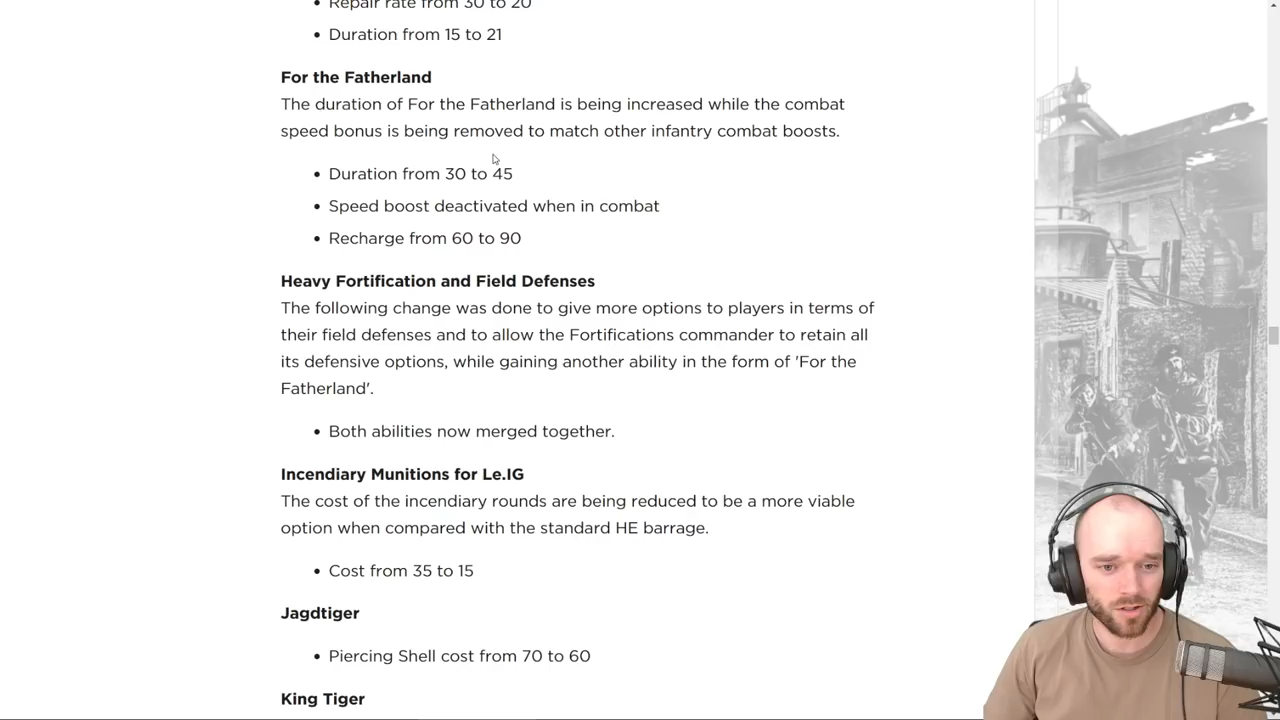 Repair rate from 30 to 20
Duration from 15 to 21
For the Fatherland
The duration of For the Fatherland is being increased while the combat
speed bonus is being removed to match other infantry combat boosts.
Duration from 30 to 45
Speed boost deactivated when in combat
Recharge from 60 to 90
Heavy Fortification and Field Defenses
The following change was done to give more options to players in terms of
their field defenses and to allow the Fortifications commander to retain all
its defensive options, while gaining another ability in the form of 'For the
Fatherland'.
Both abilities now merged together.
Incendiary Munitions for Le.IG
The cost of the incendiary rounds are being reduced to be a more viable
option when compared with the standard HE barrage.
Cost from 35 to 15
Jagdtiger
Piercing Shell cost from 70 to 60
King Tiger